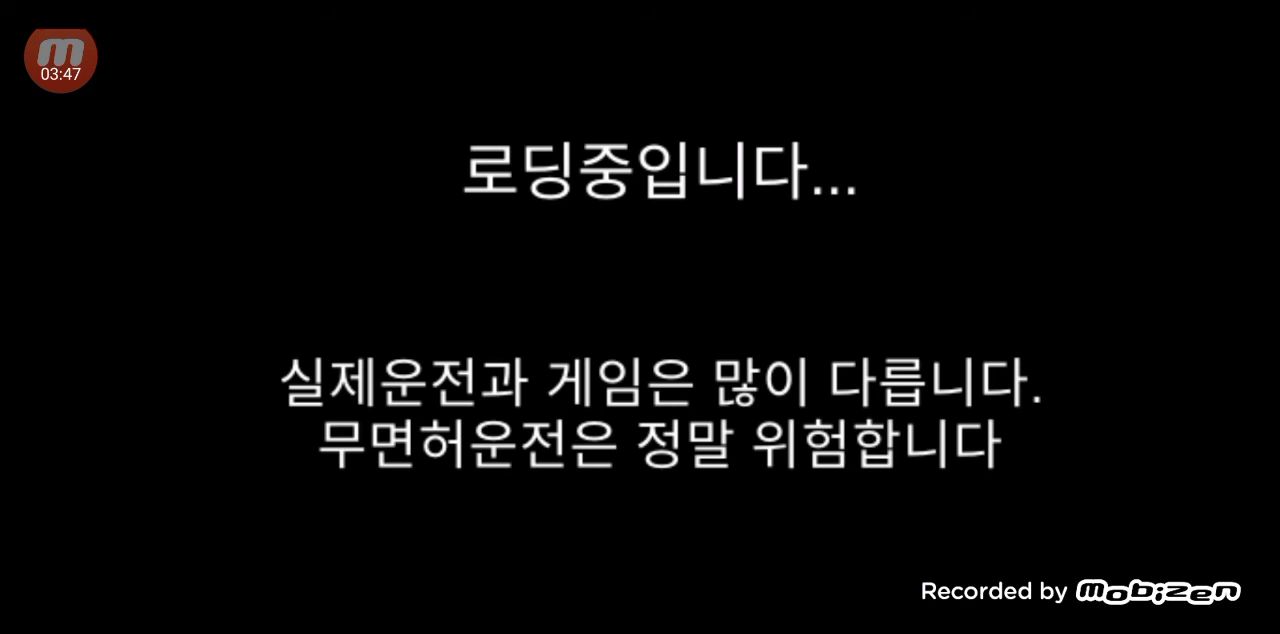 03:47
로딩중입니다...
실제운전과 게임은 많이 다릅니다.
무면허운전은 정말 위험합니다
Recorded by mobizen